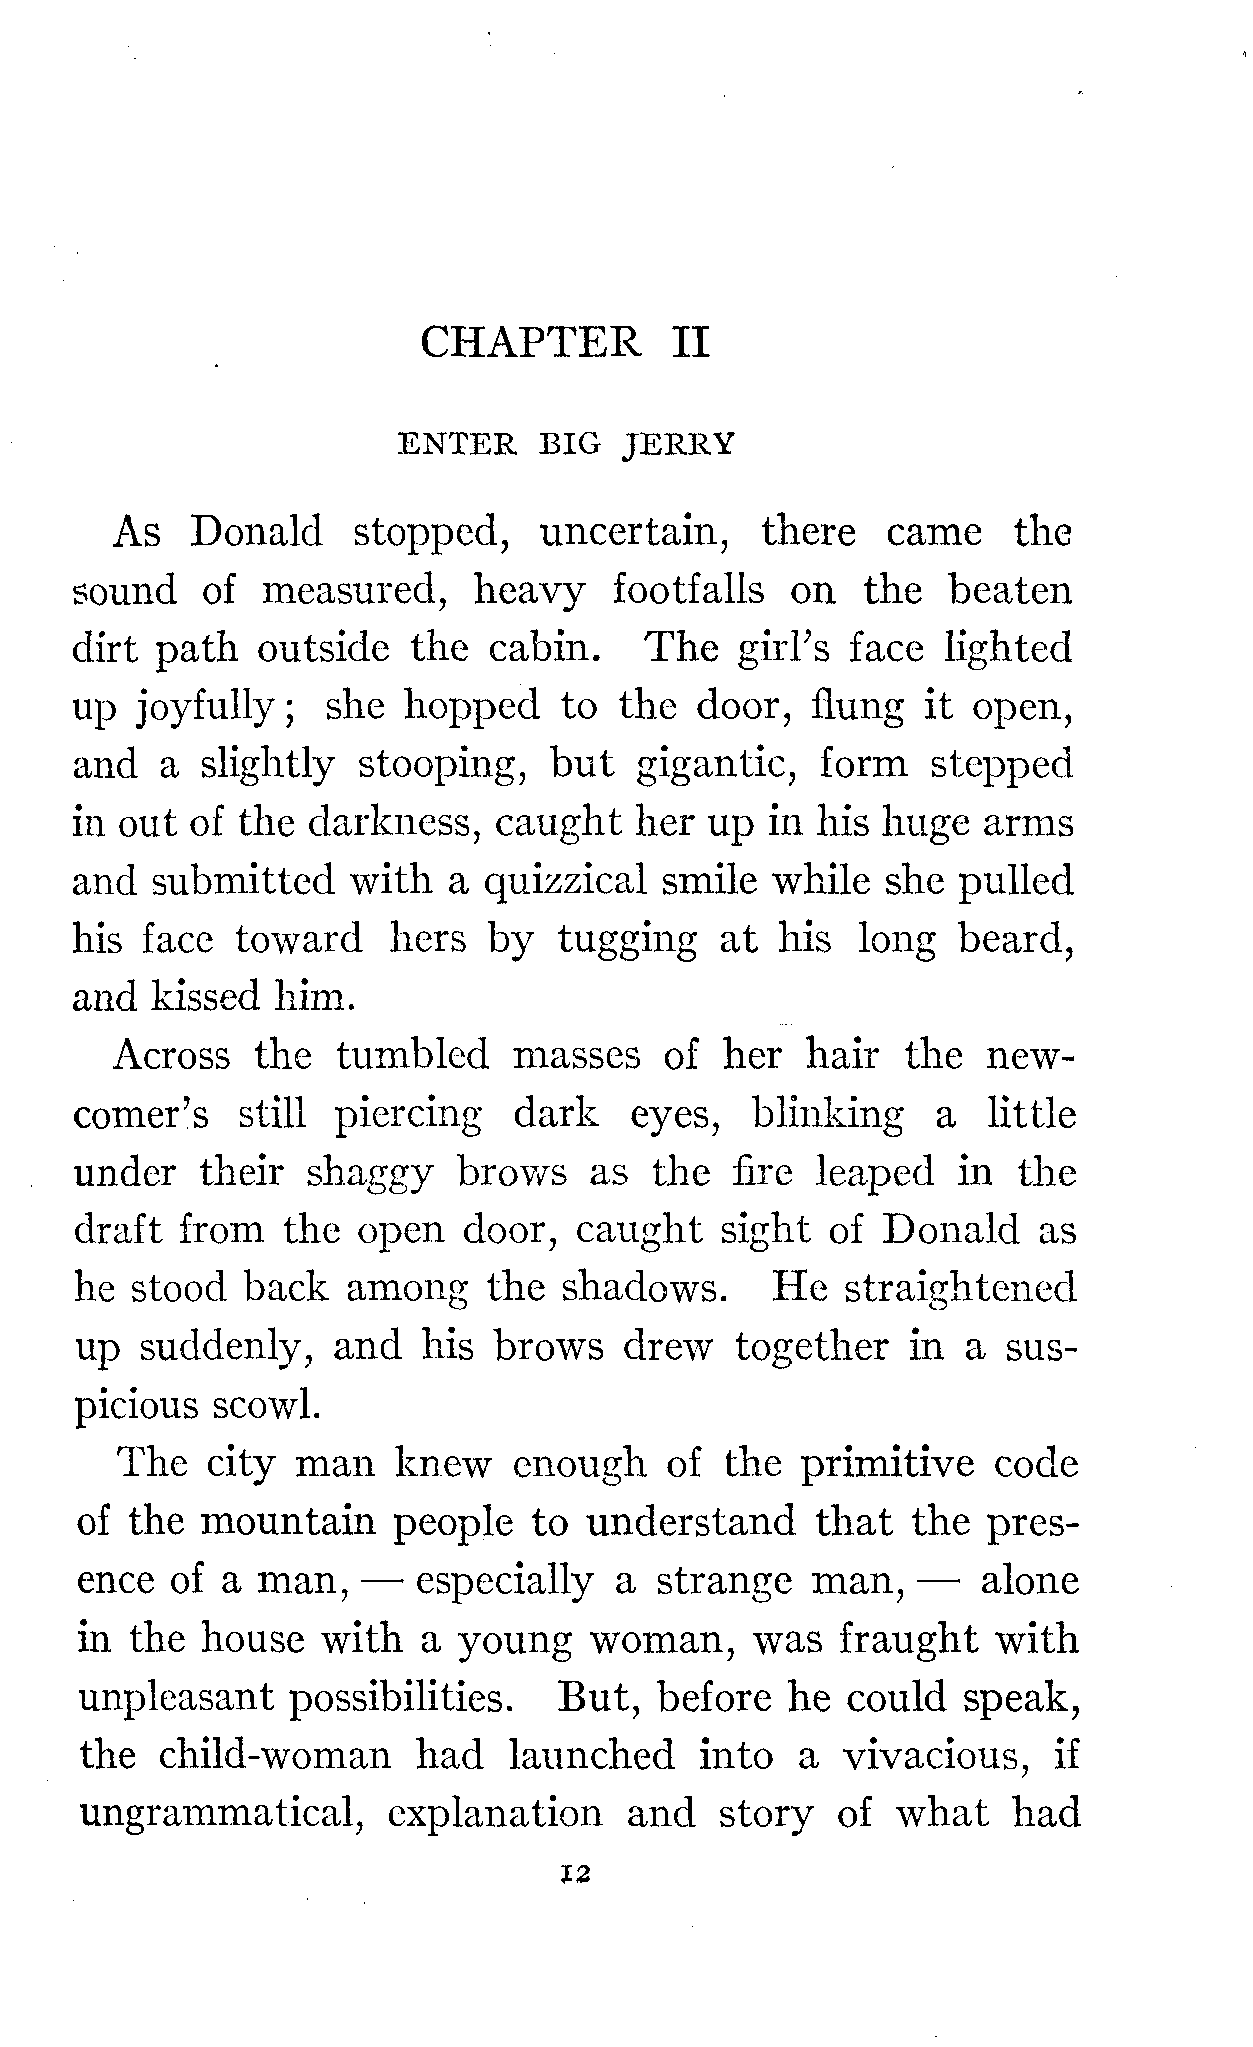 CHAPTER II
ENTER BIG JERRY
As Donald stopped, uncertain, there came the
sound of measured, heavy footfalls on the beaten
dirt path outside the cabin. The girl's face lighted
up joyfully; she hopped to the door, flung it open,
and a slightly stooping, but gigantic, form stepped
in out of the darkness, caught her up in his huge arms
and submitted with a quizzical smile while she pulled
his face toward hers by tugging at his long beard,
and kissed him.
Across the tumbled masses of her hair the new-
comer's still piercing dark eyes, blinking a little
under their shaggy brows as the fire leaped in the
draft from the open door, caught sight of Donald as
he stood back among the shadows. He straightened
up suddenly, and his brows drew together in a sus-
picious scowl.
The city man knew enough of the primitive code
of the mountain people to understand that the pres-
ence of a man, — especially a strange man, — alone
in the house with a young woman, was fraught with
unpleasant possibilities. But, before he could speak,
the child-woman had launched into a vivacious, if
ungrammatical, explanation and story of what had
12